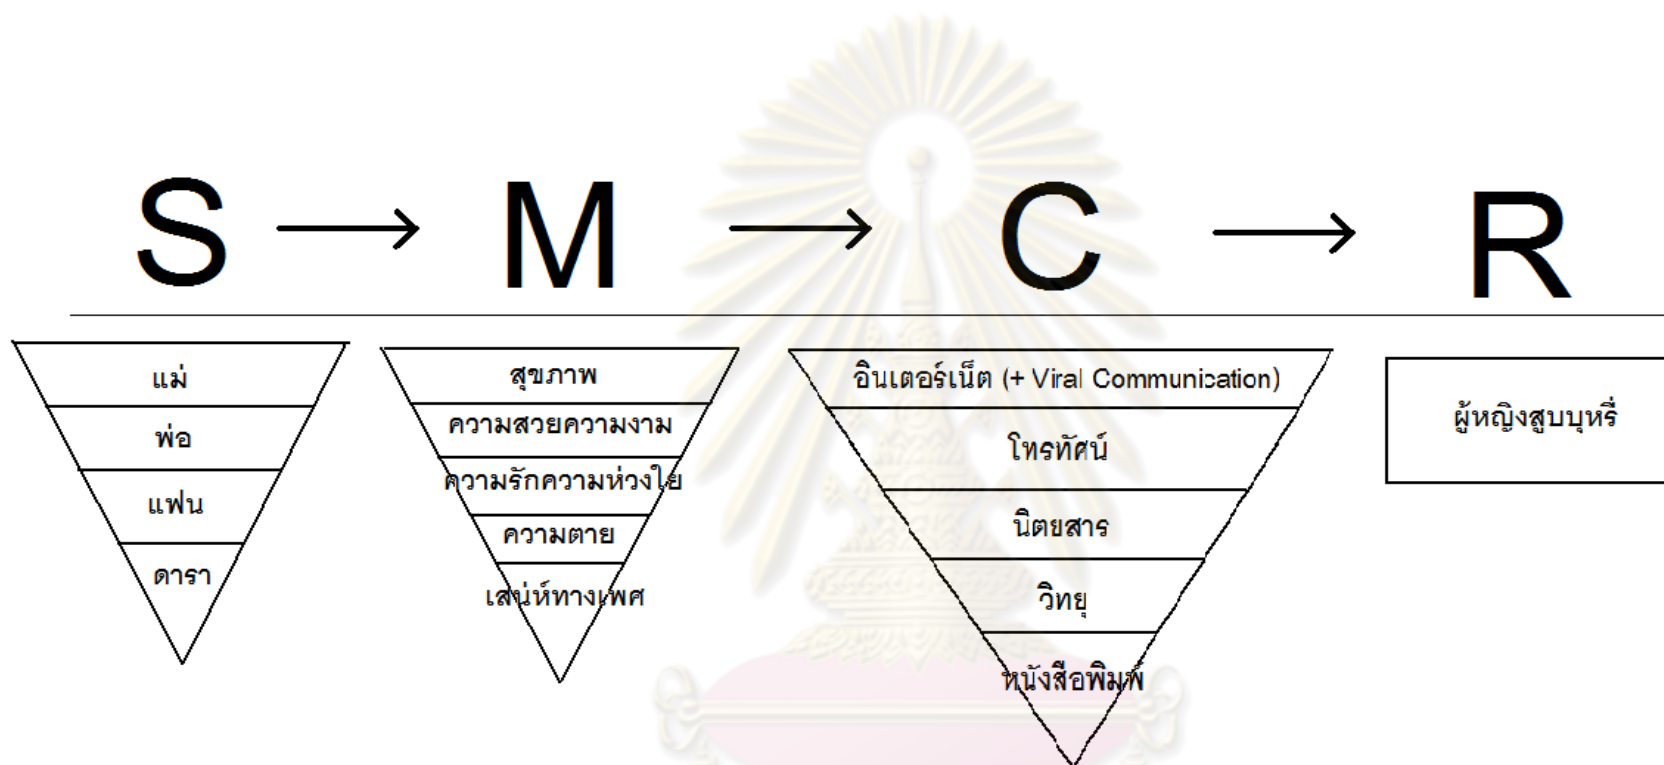 S
M
C
R
แม่
พ่อ
แฟน
ดารา
สุขภาพ
ความสวยความงาม
ความรักความห่วงใย
ความตาย
เสน่ห์ทางเพศ
อินเตอร์เน็ต (+ Viral Communication)
โทรทัศน์
นิตยสาร
วิทยุ
หนังสือพิมพ์
ผู้หญิงสูบบุหรี่